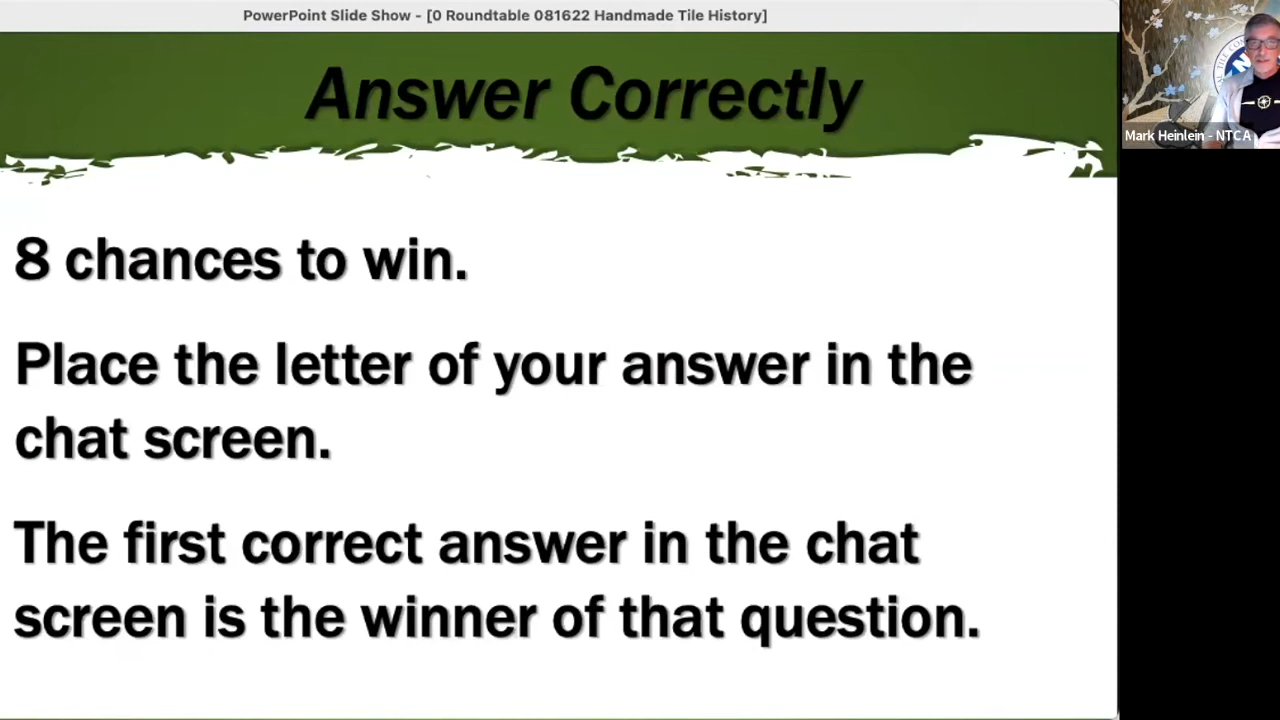 PowerPoint Slide Show - [0 Roundtable 081622 Handmade Tile History]
Answer Correctly
Mark Heinlein - NTCA
8 chances to win.
Place the letter of your answer in the
chat screen.
The first correct answer in the chat
screen is the winner of that question.